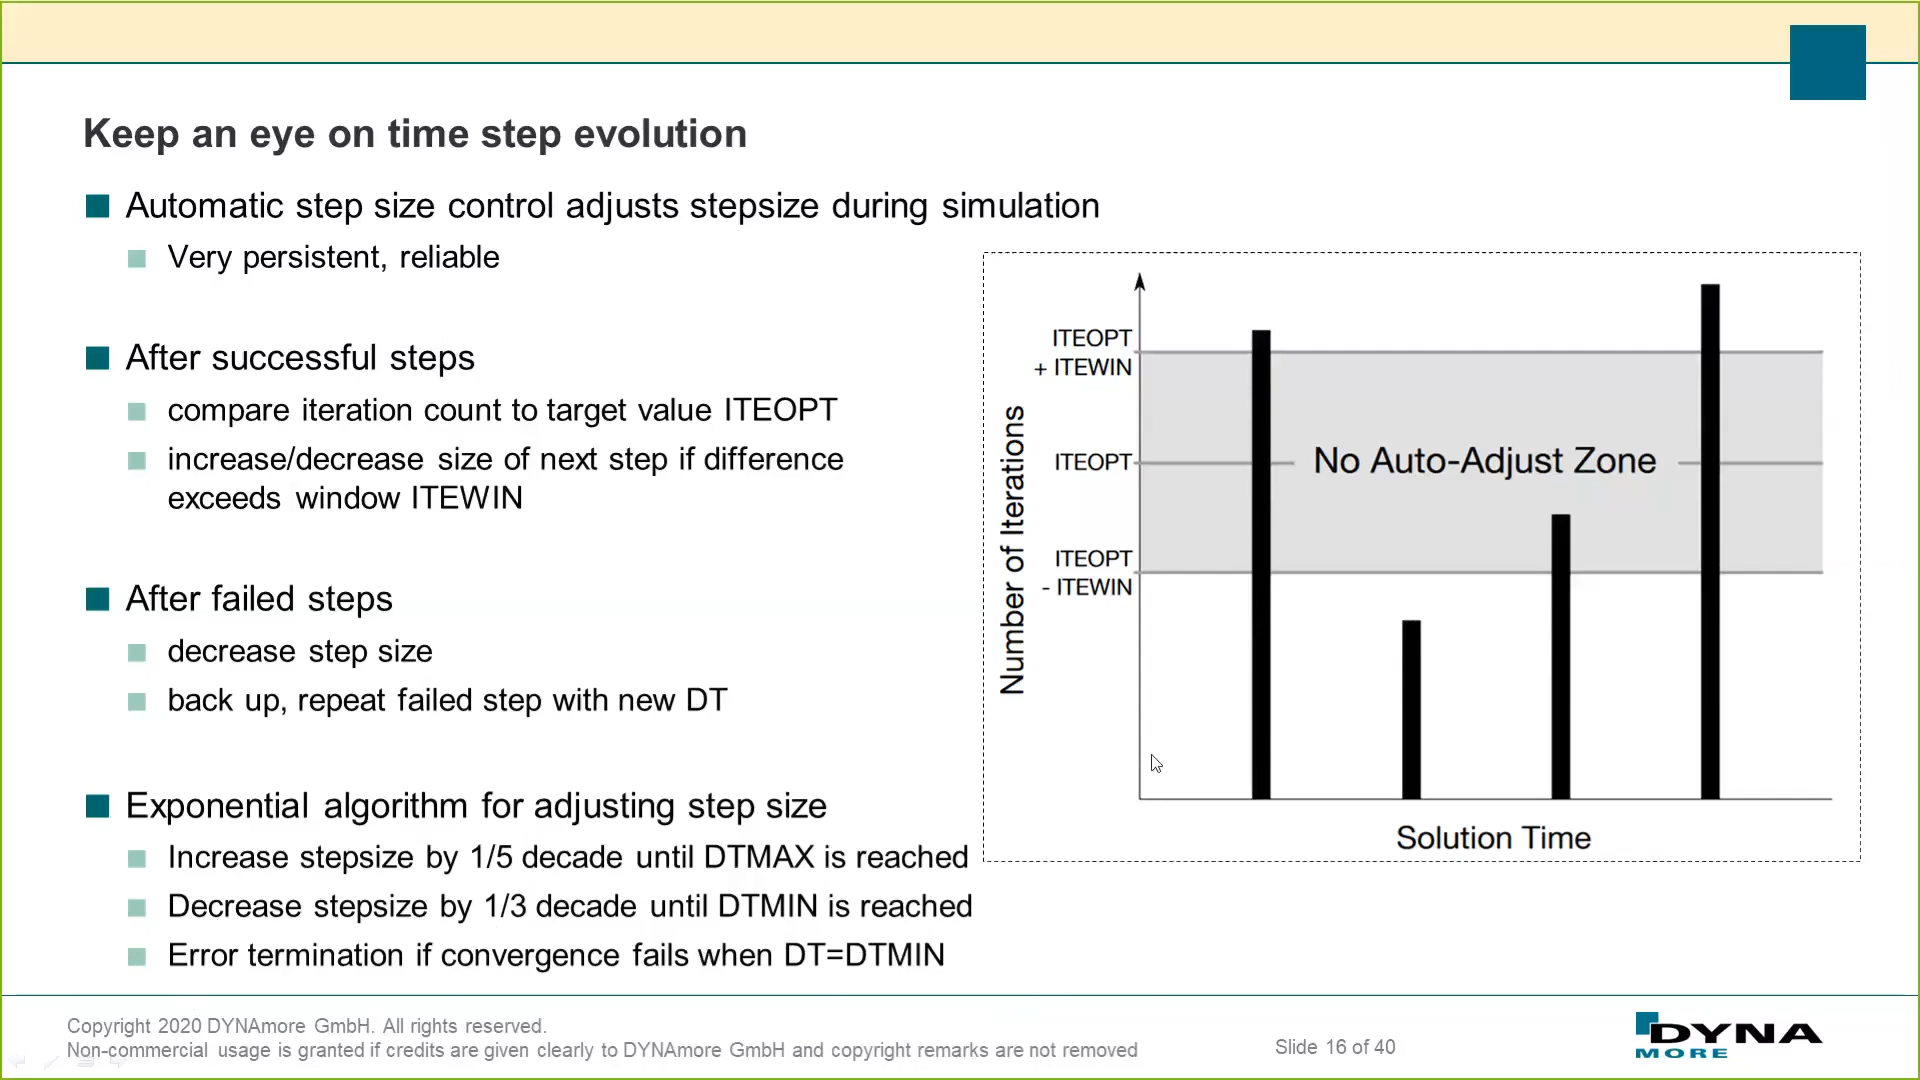 Keep an eye on time step evolution
Automatic step size control adjusts stepsize during simulation
Very persistent, reliable
After successful steps
compare iteration count to target value ITEOPT
increase/decrease size of next step if difference
exceeds window ITEWIN
After failed steps
decrease step size
back up, repeat failed step with new DT
Exponential algorithm for adjusting step size
Increase stepsize by 1/5 decade until DTMAX is reached
Decrease stepsize by 1/3 decade until DTMIN is reached
Error termination if convergence fails when DT=DTMIN
Number of Iterations
ITEOPT
+ ITEWIN
ITEOPT
No Auto-Adjust Zone
ITEOPT
- ITEWIN
Solution Time
Copyright 2020 DYNAmore GmbH. All rights reserved.
Non-commercial usage is granted if credits are given clearly to DYNAmore GmbH and copyright remarks are not removed
Slide 16 of 40
DYNA
MORE